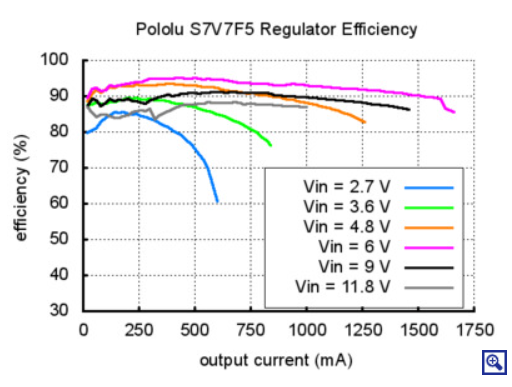 Pololu S7V7F5 Regulator Efficiency
efficiency (%)
100
90
80
70
60
50
40
30
Vin = 2.7 V
Vin = 3.6 V
Vin = 4.8 V
Vin = 6 V
Vin = 9 V
Vin = 11.8 V
0 250 500 750 1000 1250 1500 1750
output current (mA)